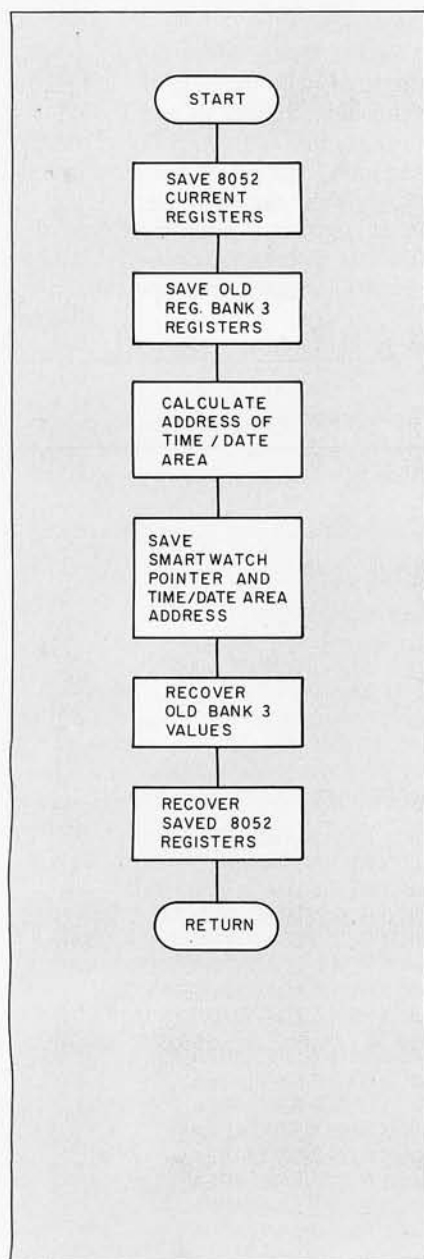 START
SAVE 8052
CURRENT
REGISTERS
SAVE OLD
REG. BANK 3
REGISTERS
CALCULATE
ADDRESS OF
TIME / DATE
AREA
SAVE
SMARTWATCH
POINTER AND
TIME/DATE AREA
ADDRESS
RECOVER
OLD BANK 3
VALUES
RECOVER
SAVED 8052
REGISTERS
RETURN